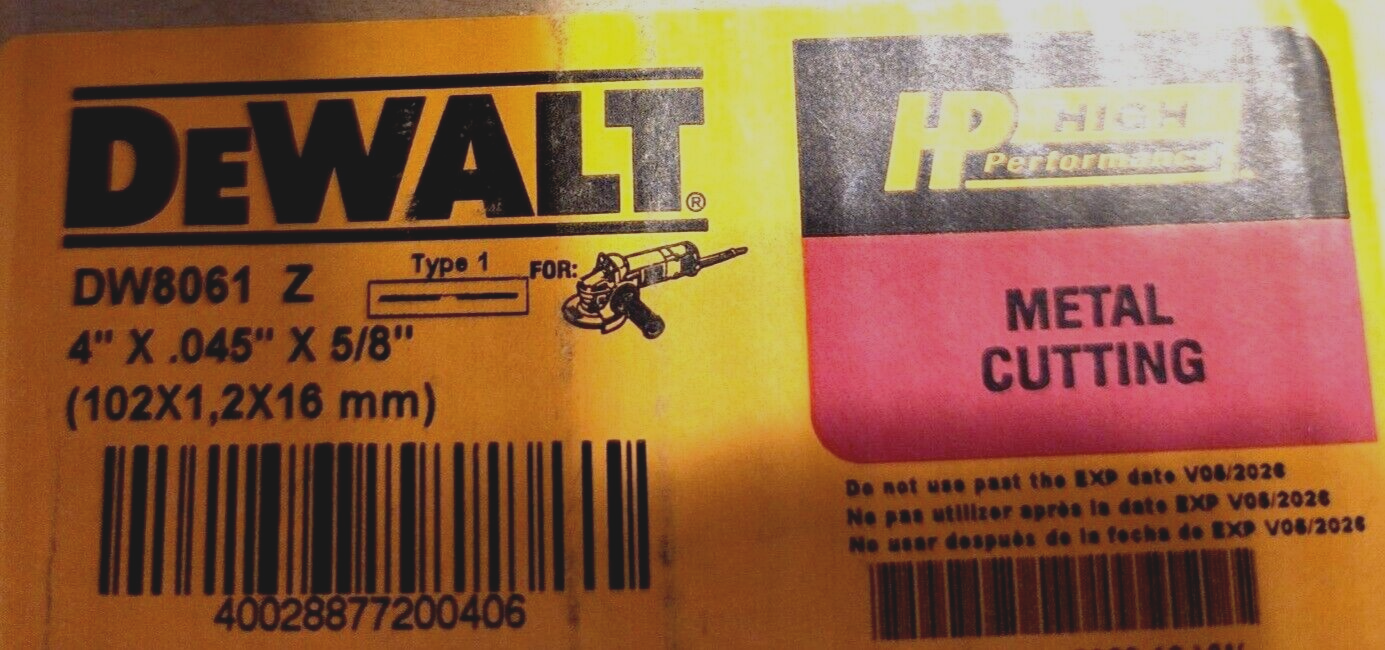 DEWALT®
HP HIGH
Performance
DW8061 Z
Type 1
FOR:
4" X .045" X 5/8"
(102X1,2X16 mm)
METAL
CUTTING
40028877200406
Do not use past the EXP date V06/2026
Ne pas utilizer après la date EXP V06/2026
No usar después de la fecha de EXP V06/2026